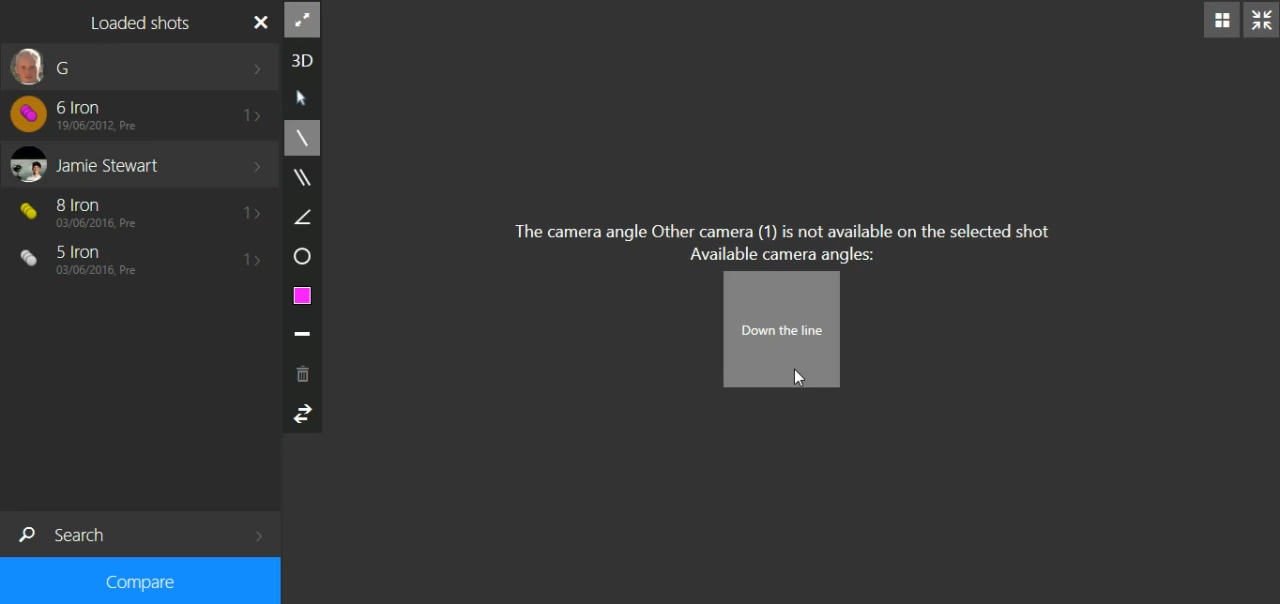 Loaded shots
G
6 Iron
1
19/06/2012, Pre
Jamie Stewart
8 Iron
1
03/06/2016, Pre
5 Iron
1
03/06/2016, Pre
Search
Compare
3D
The camera angle Other camera (1) is not available on the selected shot
Available camera angles:
Down the line